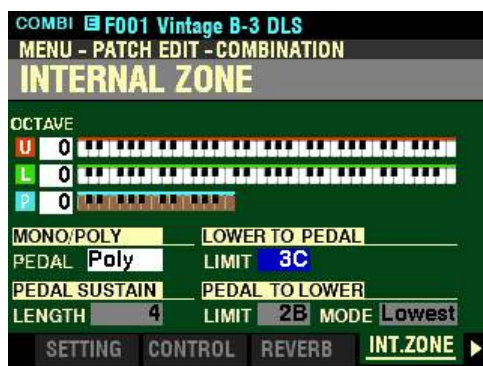 COMBI E F001 Vintage B-3 DLS
MENU - PATCH EDIT - COMBINATION
INTERNAL ZONE
OCTAVE
U 0
L 0
P 0
MONO/POLY LOWER TO PEDAL
PEDAL Poly LIMIT 3C
PEDAL SUSTAIN PEDAL TO LOWER
LENGTH 4 LIMIT 2B MODE Lowest
SETTING CONTROL REVERB INT.ZONE